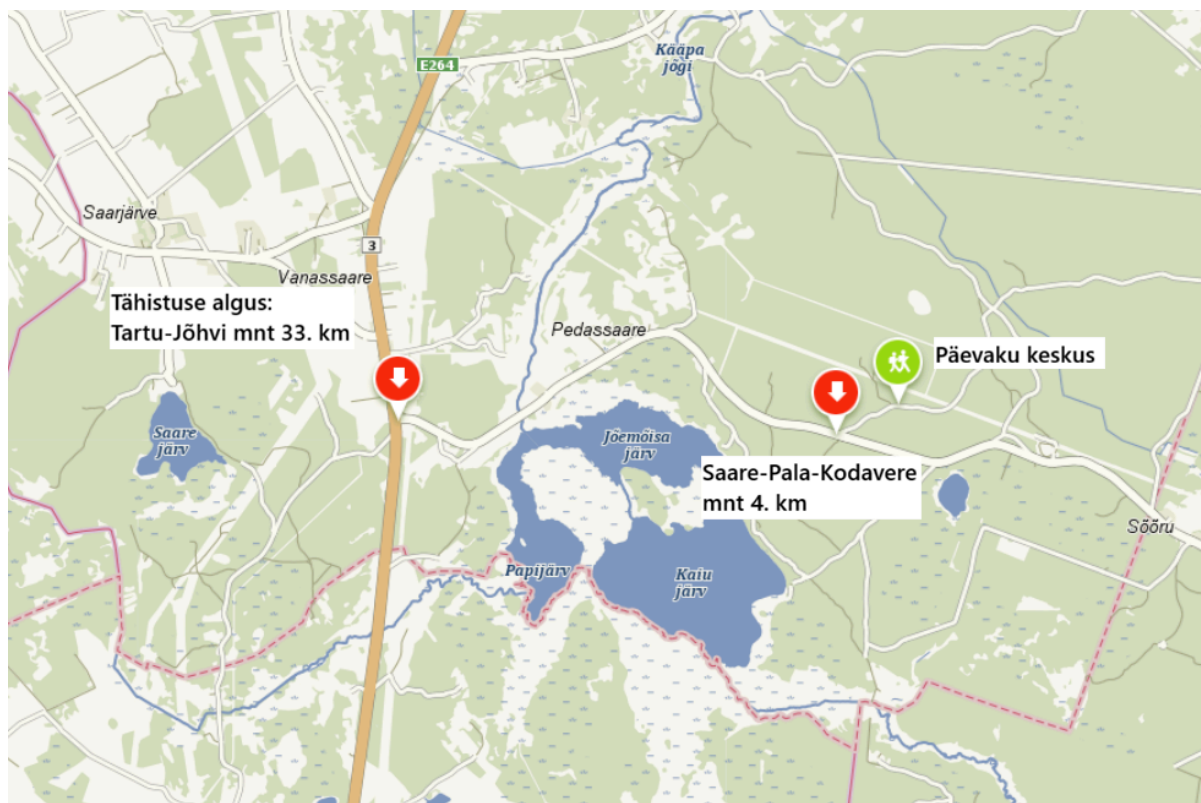 Kääpa
jõgi
E264
Saarjärve
3
Vanassaare
Tähistuse algus:
Tartu-Jõhvi mnt 33. km
Pedassaare
Päevaku keskus
Saare
järv
Jõemõisa
järv
Saare-Pala-Kodavere
mnt 4. km
Sõõru
Papijärv
Kaiu
järv